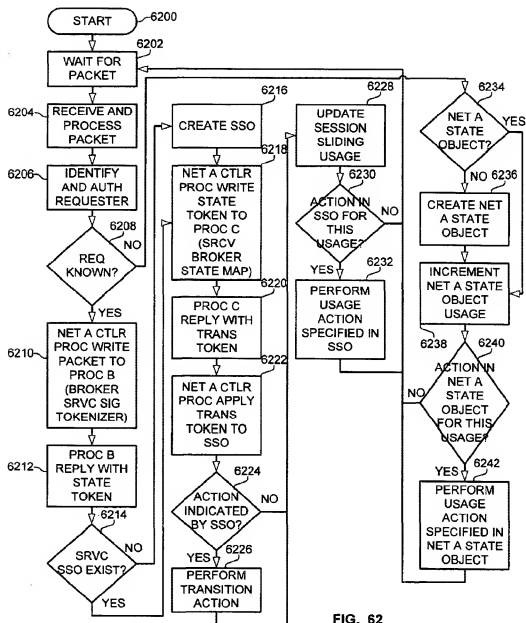 START
6200
6202
WAIT FOR
PACKET
6204
RECEIVE AND
PROCESS
PACKET
6206
IDENTIFY
AND AUTH
REQUESTER
6208
REQ
KNOWN?
NO
YES
6210
NET A CTLR
PROC WRITE
PACKET TO
PROC B
(BROKER
SRVC SIG
TOKENIZER)
6212
PROC B
REPLY WITH
STATE
TOKEN
6214
SRVC
SSO EXIST?
NO
YES
6216
CREATE SSO
6218
NET A CTLR
PROC WRITE
STATE
TOKEN TO
PROC C
(SRCV
BROKER
STATE MAP)
6220
PROC C
REPLY WITH
TRANS
TOKEN
6222
NET A CTLR
PROC APPLY
TRANS
TOKEN TO
SSO
6224
ACTION
INDICATED
BY SSO?
NO
YES
6226
PERFORM
TRANSITION
ACTION
6228
UPDATE
SESSION
SLIDING
USAGE
6230
ACTION IN
SSO FOR
THIS
USAGE?
NO
YES
6232
PERFORM
USAGE
ACTION
SPECIFIED IN
SSO
6234
NET A
STATE
OBJECT?
YES
NO
6236
CREATE NET
A STATE
OBJECT
INCREMENT
NET A STATE
OBJECT
USAGE
6238
6240
ACTION IN
NET A
STATE
OBJECT
FOR THIS
USAGE?
NO
YES
6242
PERFORM
USAGE
ACTION
SPECIFIED IN
NET A STATE
OBJECT
FIG. 62